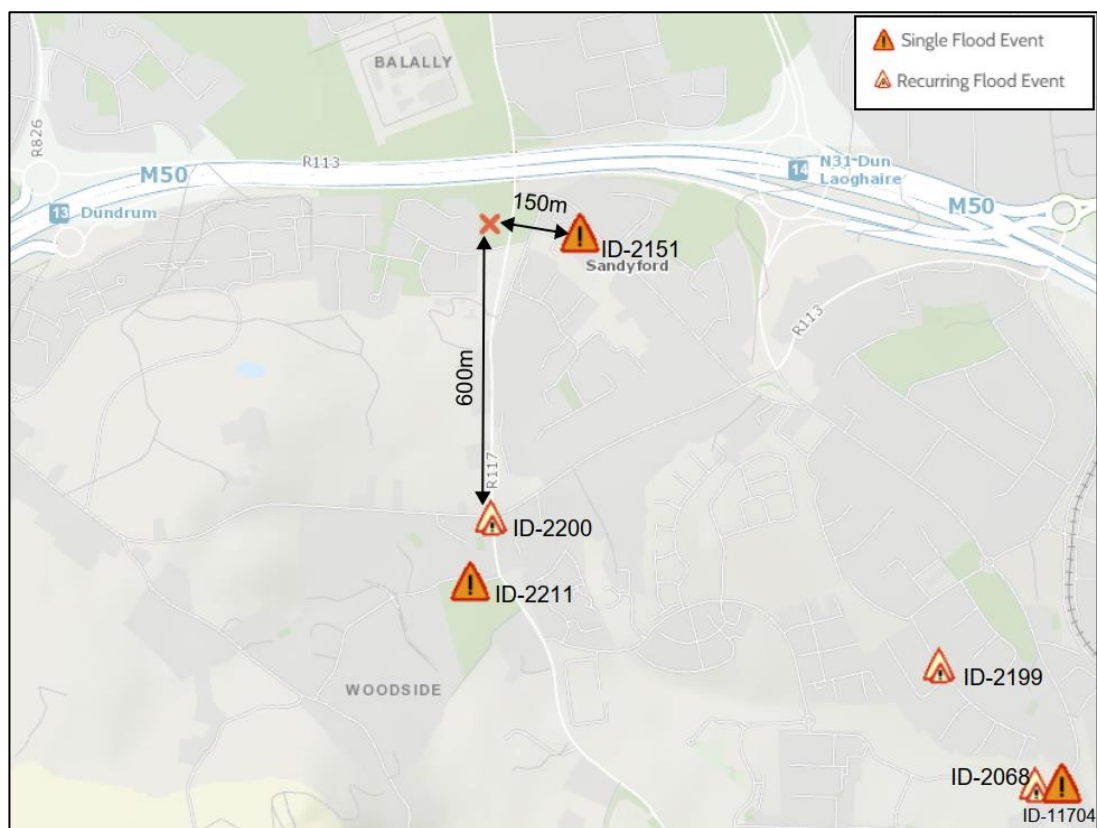 Single Flood Event
Recurring Flood Event
BALALLY
R826
R113
M50
14
N31-Dun
Laoghaire
13
Dundrum
M50
150m
ID-2151
Sandyford
R113
600m
R117
ID-2200
ID-2211
WOODSIDE
ID-2199
ID-2068
ID-11704